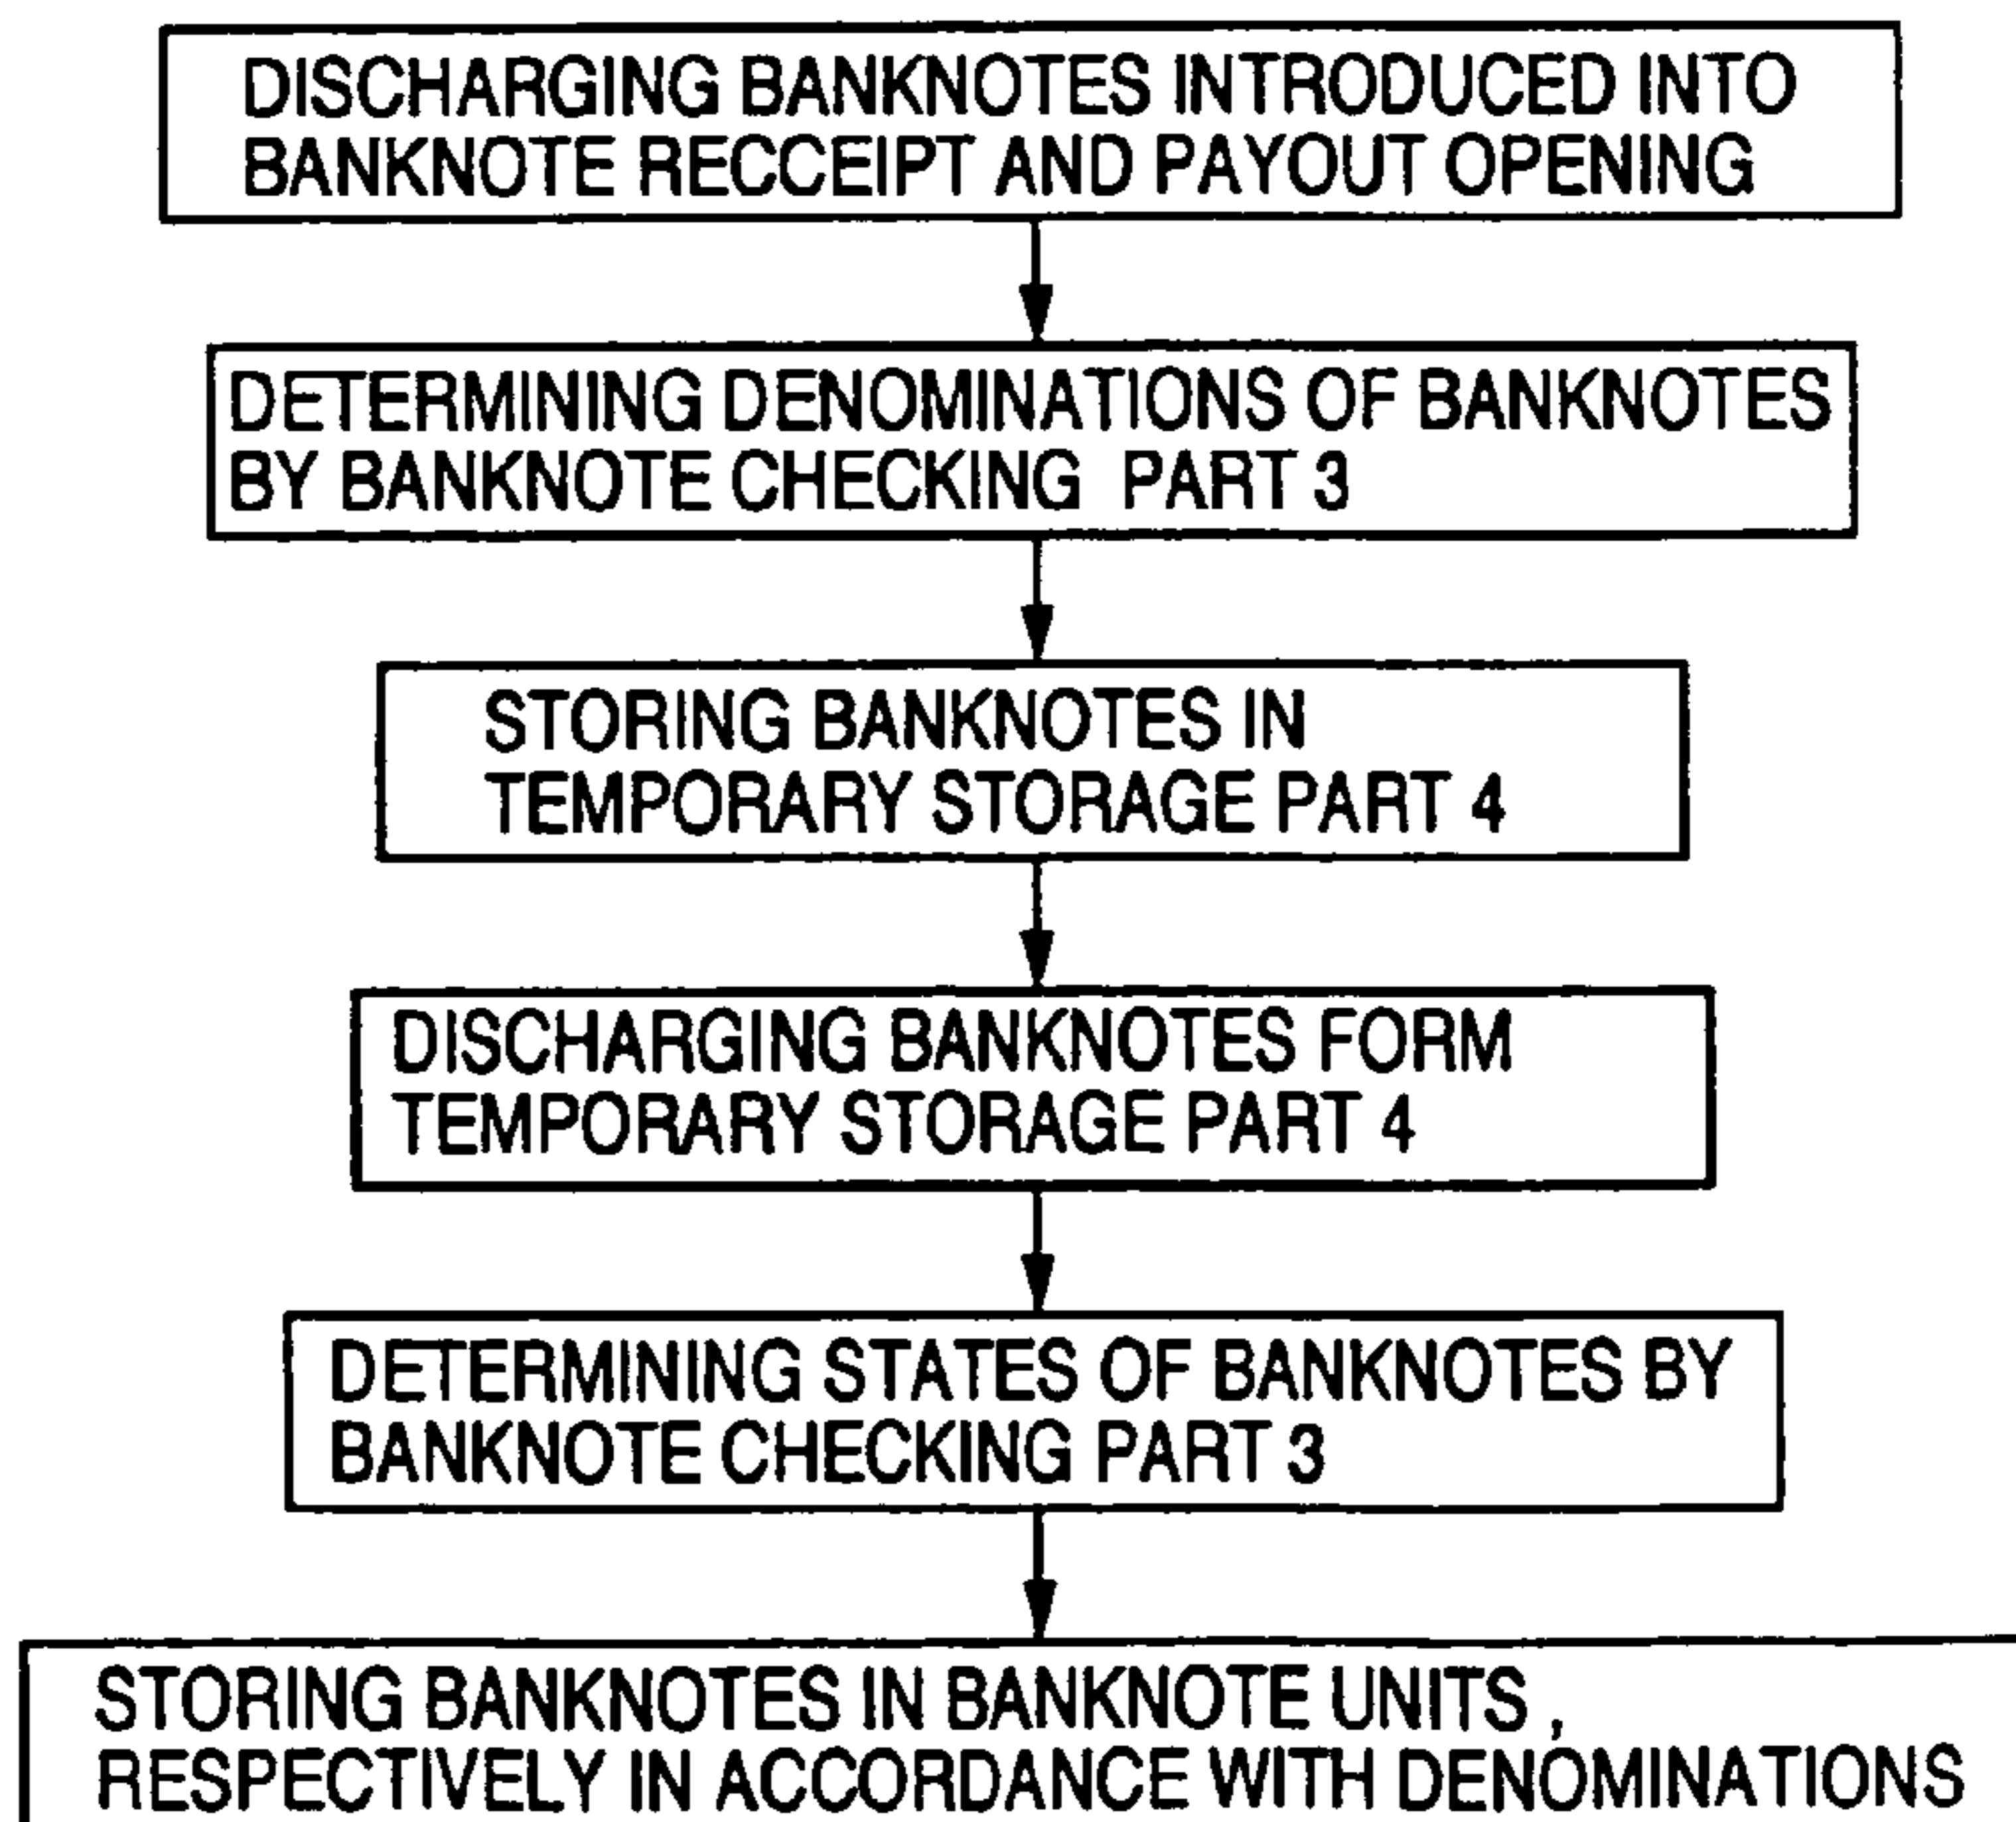 DISCHARGING BANKNOTES INTRODUCED INTO
BANKNOTE RECCEIPT AND PAYOUT OPENING
DETERMINING DENOMINATIONS OF BANKNOTES
BY BANKNOTE CHECKING PART 3
STORING BANKNOTES IN
TEMPORARY STORAGE PART 4
DISCHARGING BANKNOTES FORM
TEMPORARY STORAGE PART 4
DETERMINING STATES OF BANKNOTES BY
BANKNOTE CHECKING PART 3
STORING BANKNOTES IN BANKNOTE UNITS ,
RESPECTIVELY IN ACCORDANCE WITH DENOMINATIONS